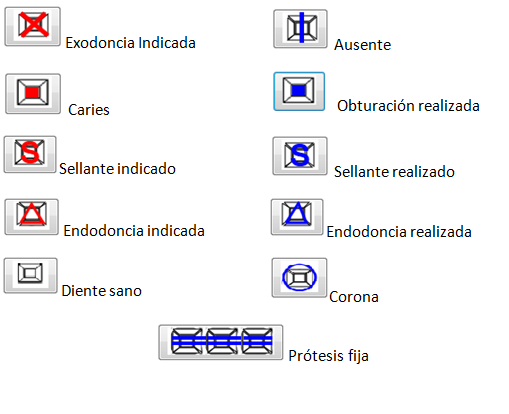 Exodoncia Indicada
Ausente
Caries
Obturación realizada
S
Sellante indicado
S
Sellante realizado
Endodoncia indicada
Endodoncia realizada
Diente sano
Corona
Prótesis fija